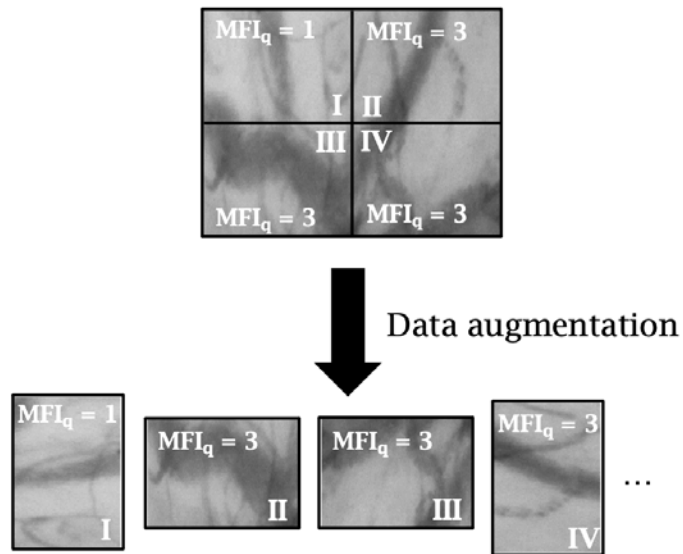 MFIq = 1
MFIq = 3
I
II
III
IV
MFIq = 3
MFIq = 3
Data augmentation
MFIq = 1
MFIq = 3
MFIq = 3
MFIq = 3
I
II
III
IV
...